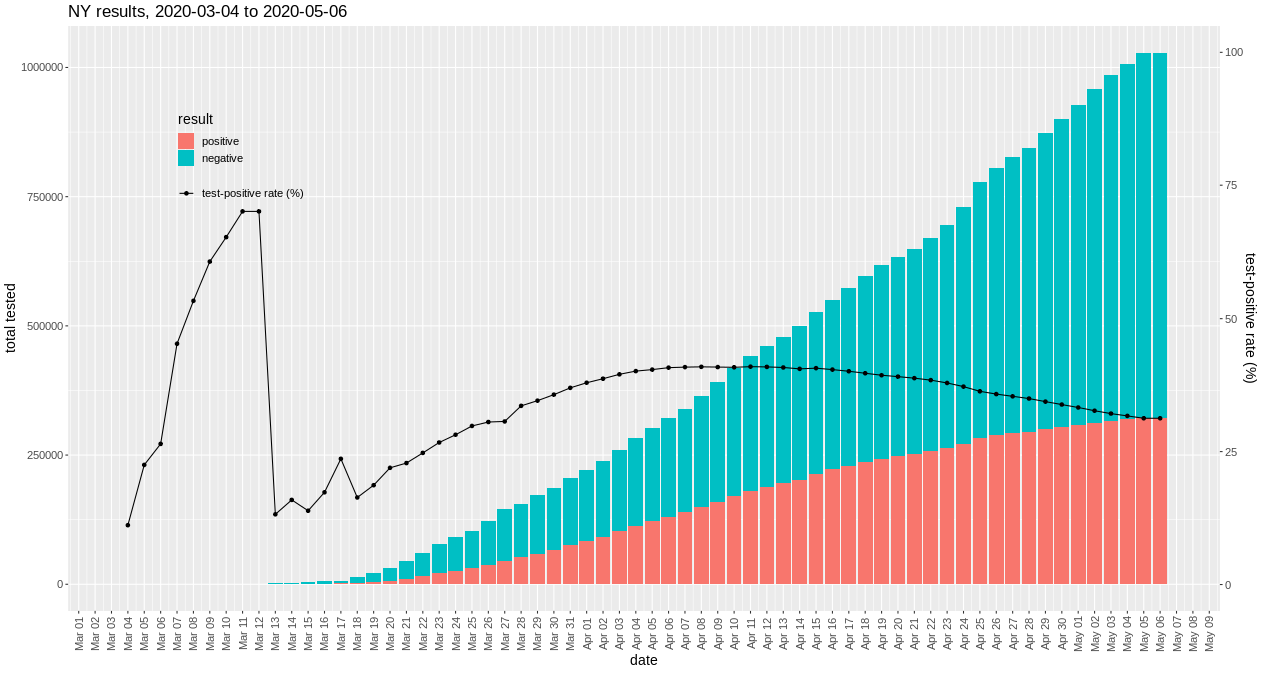 NY results, 2020-03-04 to 2020-05-06
total tested
1000000
750000
500000
250000
0
result
positive
negative
test-positive rate (%)
100
75
50
25
0
test-positive rate (%)
Mar 01
Mar 02
Mar 03
Mar 04
Mar 05
Mar 06
Mar 07
Mar 08
Mar 09
Mar 10
Mar 11
Mar 12
Mar 13
Mar 14
Mar 15
Mar 16
Mar 17
Mar 18
Mar 19
Mar 20
Mar 21
Mar 22
Mar 23
Mar 24
Mar 25
Mar 26
Mar 27
Mar 28
Mar 29
Mar 30
Mar 31
Apr 01
Apr 02
Apr 03
Apr 04
Apr 05
Apr 06
Apr 07
Apr 08
Apr 09
Apr 10
Apr 11
Apr 12
Apr 13
Apr 14
Apr 15
Apr 16
Apr 17
Apr 18
Apr 19
Apr 20
Apr 21
Apr 22
Apr 23
Apr 24
Apr 25
Apr 26
Apr 27
Apr 28
Apr 29
Apr 30
May 01
May 02
May 03
May 04
May 05
May 06
May 07
May 08
May 09
date